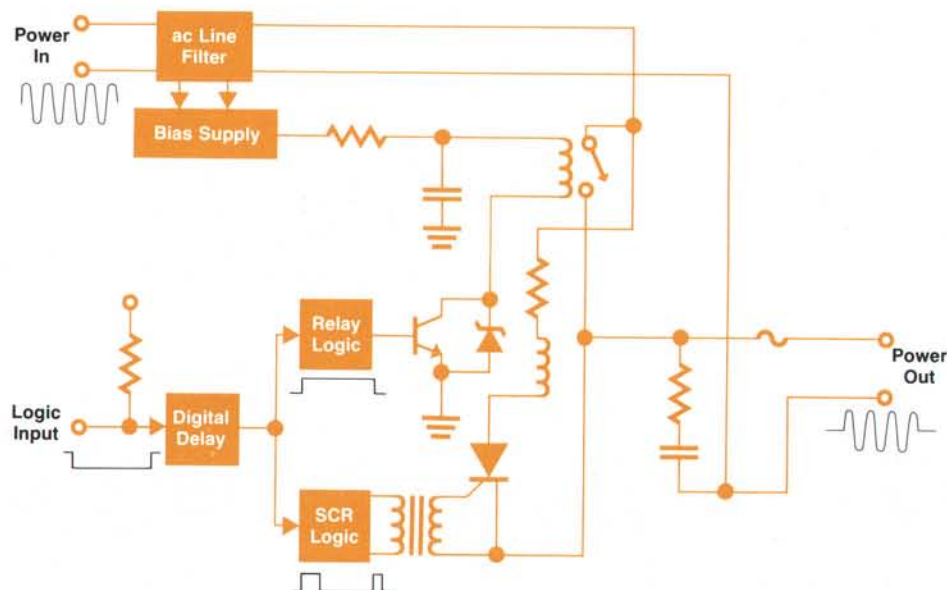 Power
In
ac Line
Filter
Bias Supply
Relay
Logic
Logic
Input
Digital
Delay
Power
Out
SCR
Logic